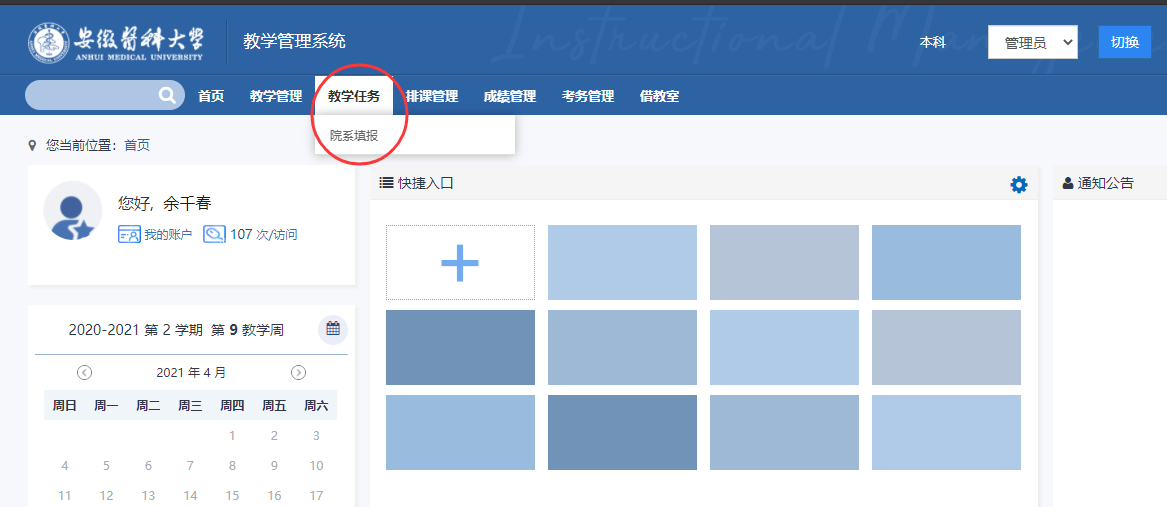 安徽醫科大学
ANHUI MEDICAL UNIVERSITY
教学管理系统
Instructional Manageme
本科
管理员
切换
首页 教学管理 教学任务 排课管理 成绩管理 考务管理 借教室
院系填报
您当前位置：首页
您好，余千春
我的账户 107 次/访问
2020-2021 第 2 学期 第 9 教学周
2021 年 4 月
周日 周一 周二 周三 周四 周五 周六
1 2 3
4 5 6 7 8 9 10
11 12 13 14 15 16 17
快捷入口
通知公告